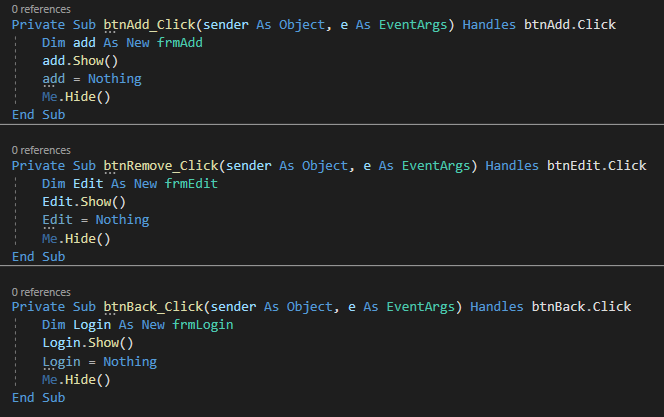 0 references
Private Sub btnAdd_Click(sender As Object, e As EventArgs) Handles btnAdd.Click
Dim add As New frmAdd
add.Show()
add = Nothing
Me.Hide()
End Sub
0 references
Private Sub btnRemove_Click(sender As Object, e As EventArgs) Handles btnEdit.Click
Dim Edit As New frmEdit
Edit.Show()
Edit = Nothing
Me.Hide()
End Sub
0 references
Private Sub btnBack_Click(sender As Object, e As EventArgs) Handles btnBack.Click
Dim Login As New frmLogin
Login.Show()
Login = Nothing
Me.Hide()
End Sub